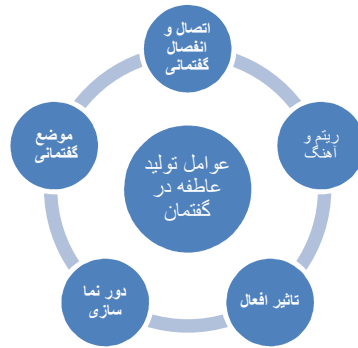 اتصال و
انفصال
گفتمانی
ریتم و
آهنگ
تاثیر افعال
دور نما
سازی
موضع
گفتمانی
عوامل تولید
عاطفه در
گفتمان